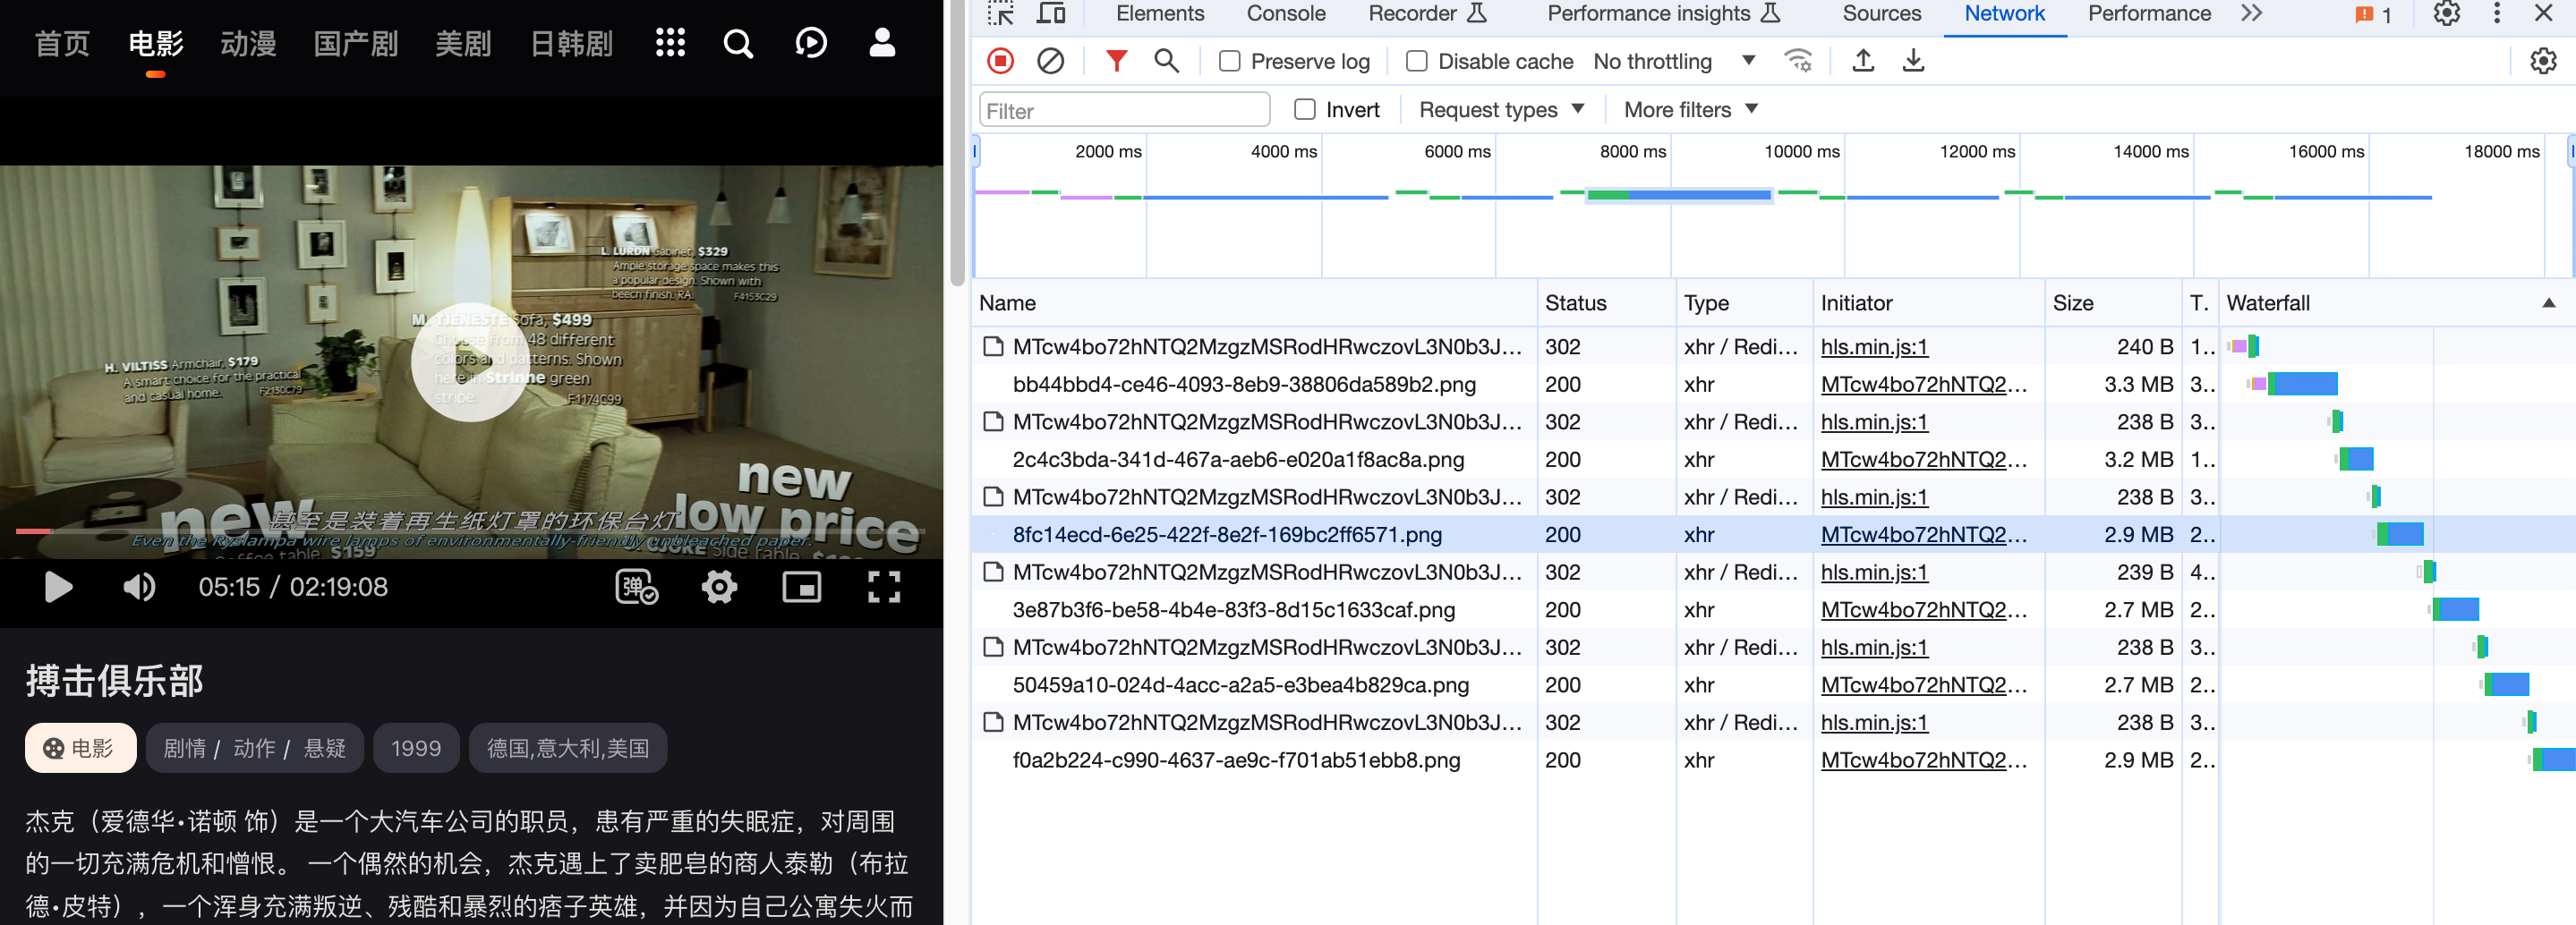 首页 电影 动漫 国产剧 美剧 日韩剧
L. LURDN cabinet, $329
Ample storage space makes this
a popular design. Shown with
beech finish. RA.
F4153C29
M. TJENESTE Sofa, $499
Choose from 48 different
colors and patterns. Shown
here in Strinne green
stripe.
F1174C99
H. VILTISS Armchair, $179
A smart choice for the practical
and casual home.
F2150C79
new
low price
new
甚至是装着再生纸灯罩的环保台灯
Even the Ryslampa wire lamps of environmentally-friendly unbleached paper.
Coffee table, $159
Side table,
05:15 / 02:19:08
弹
搏击俱乐部
电影
剧情 / 动作 / 悬疑
1999
德国,意大利,美国
杰克（爱德华•诺顿 饰）是一个大汽车公司的职员，患有严重的失眠症，对周围
的一切充满危机和憎恨。 一个偶然的机会，杰克遇上了卖肥皂的商人泰勒（布拉
德•皮特），一个浑身充满叛逆、残酷和暴烈的痞子英雄，并因为自己公寓失火而
Elements Console Recorder Performance insights Sources Network Performance 1
Preserve log Disable cache No throttling
Filter Invert Request types More filters
2000 ms 4000 ms 6000 ms 8000 ms 10000 ms 12000 ms 14000 ms 16000 ms 18000 ms
Name Status Type Initiator Size T. Waterfall
MTcw4bo72hNTQ2MzgzMSRodHRwczovL3N0b3J… 302 xhr / Redi… hls.min.js:1 240 B 1..
bb44bbd4-ce46-4093-8eb9-38806da589b2.png 200 xhr MTcw4bo72hNTQ2… 3.3 MB 3..
MTcw4bo72hNTQ2MzgzMSRodHRwczovL3N0b3J… 302 xhr / Redi… hls.min.js:1 238 B 3..
2c4c3bda-341d-467a-aeb6-e020a1f8ac8a.png 200 xhr MTcw4bo72hNTQ2… 3.2 MB 1..
MTcw4bo72hNTQ2MzgzMSRodHRwczovL3N0b3J… 302 xhr / Redi… hls.min.js:1 238 B 3..
8fc14ecd-6e25-422f-8e2f-169bc2ff6571.png 200 xhr MTcw4bo72hNTQ2… 2.9 MB 2..
MTcw4bo72hNTQ2MzgzMSRodHRwczovL3N0b3J… 302 xhr / Redi… hls.min.js:1 239 B 4..
3e87b3f6-be58-4b4e-83f3-8d15c1633caf.png 200 xhr MTcw4bo72hNTQ2… 2.7 MB 2..
MTcw4bo72hNTQ2MzgzMSRodHRwczovL3N0b3J… 302 xhr / Redi… hls.min.js:1 238 B 3..
50459a10-024d-4acc-a2a5-e3bea4b829ca.png 200 xhr MTcw4bo72hNTQ2… 2.7 MB 2..
MTcw4bo72hNTQ2MzgzMSRodHRwczovL3N0b3J… 302 xhr / Redi… hls.min.js:1 238 B 3..
f0a2b224-c990-4637-ae9c-f701ab51ebb8.png 200 xhr MTcw4bo72hNTQ2… 2.9 MB 2..